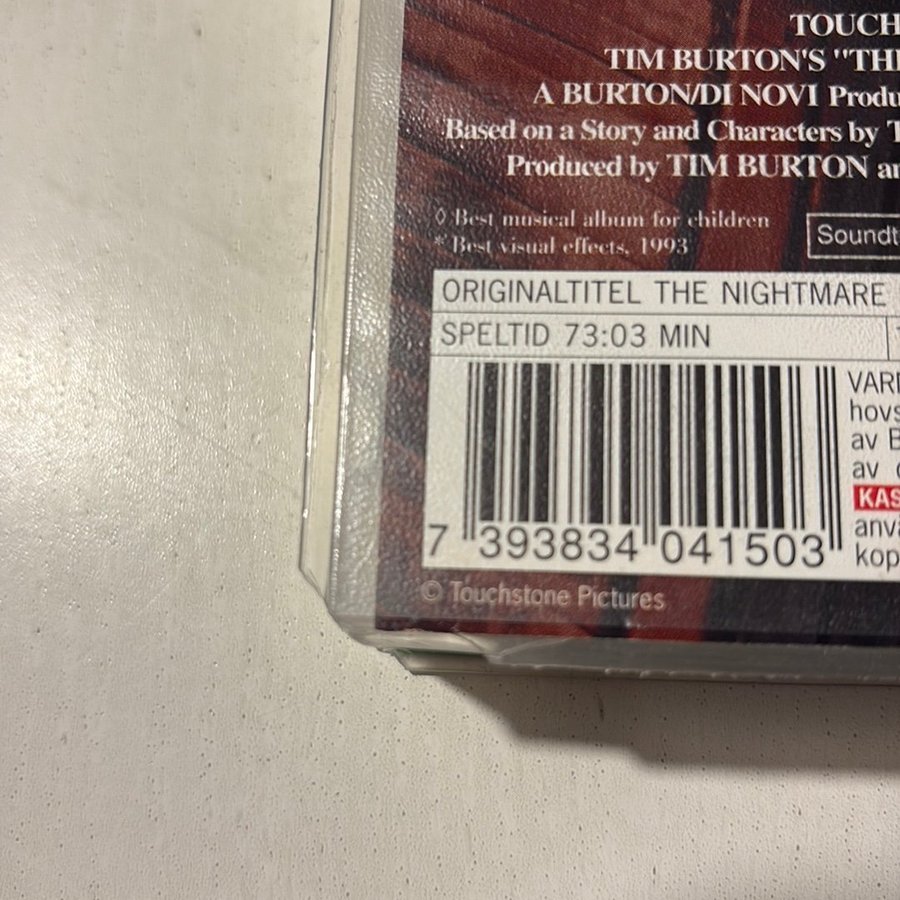 TOUCH
TIM BURTON'S "TH
A BURTON/DI NOVI Produ
Based on a Story and Characters by T
Produced by TIM BURTON an
◊ Best musical album for children
* Best visual effects, 1993
Soundt
ORIGINALTITEL THE NIGHTMARE
SPELTID 73:03 MIN
VAR
hovs
av B
av
KAS
anvä
kop
7 393834 041503
© Touchstone Pictures